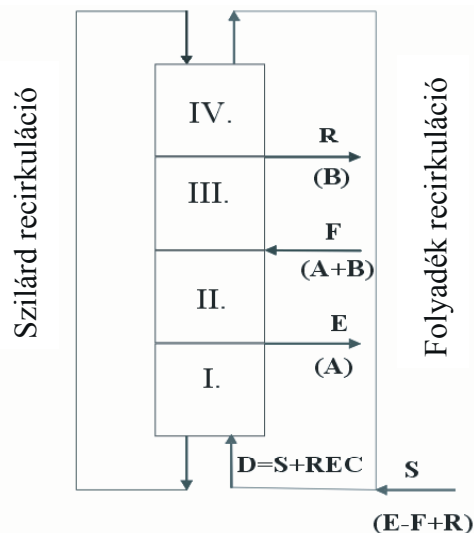 Szilárd recirkuláció
IV.
III.
II.
I.
R
(B)
F
(A+B)
E
(A)
D=S+REC
S
(E-F+R)
Folyadék recirkuláció